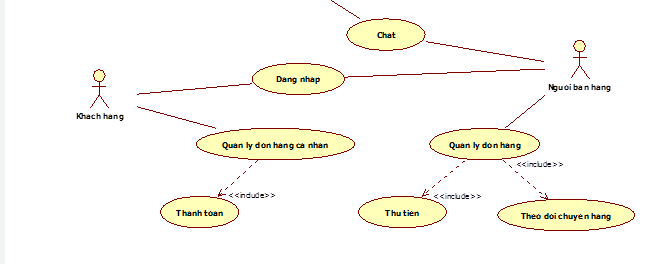 Chat
Dang nhap
Nguoi ban hang
Khach hang
Quan ly don hang ca nhan
Quan ly don hang
<<include>>
<<include>>
<<include>>
Thanh toan
Thu tien
Theo doi chuyen hang